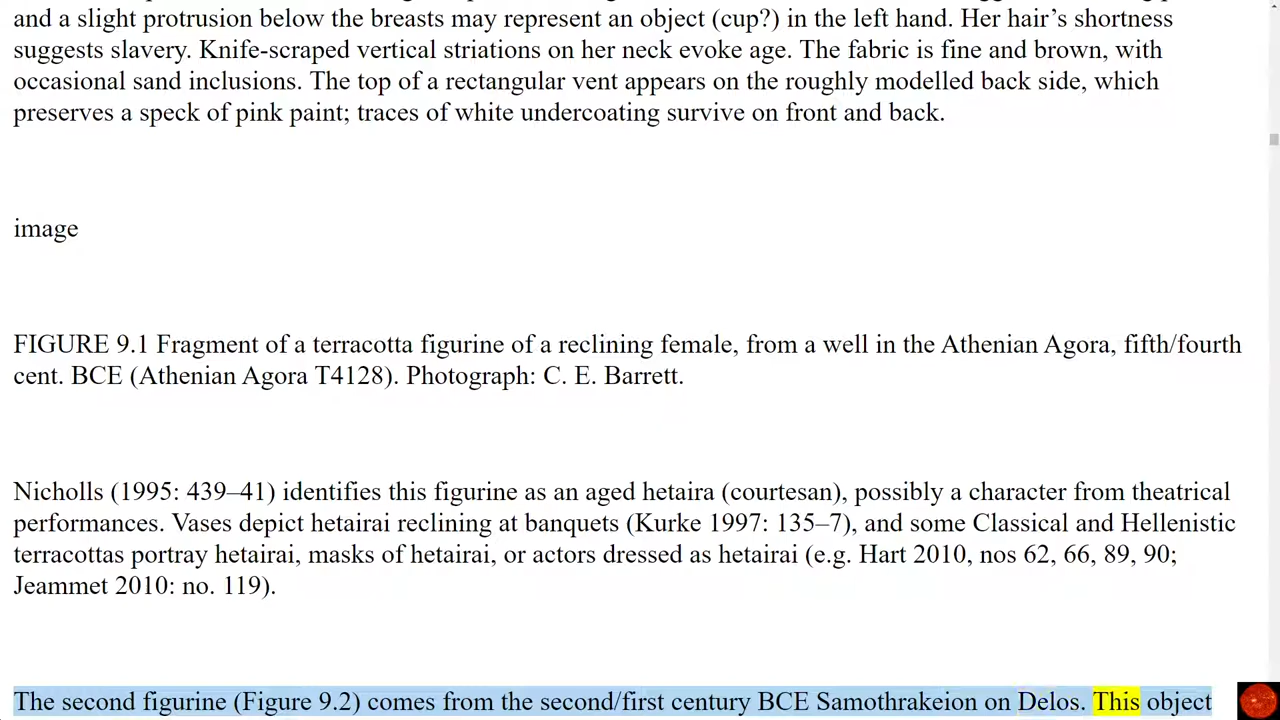 and a slight protrusion below the breasts may represent an object (cup?) in the left hand. Her hair’s shortness
suggests slavery. Knife-scraped vertical striations on her neck evoke age. The fabric is fine and brown, with
occasional sand inclusions. The top of a rectangular vent appears on the roughly modelled back side, which
preserves a speck of pink paint; traces of white undercoating survive on front and back.
image
FIGURE 9.1 Fragment of a terracotta figurine of a reclining female, from a well in the Athenian Agora, fifth/fourth
cent. BCE (Athenian Agora T4128). Photograph: C. E. Barrett.
Nicholls (1995: 439–41) identifies this figurine as an aged hetaira (courtesan), possibly a character from theatrical
performances. Vases depict hetairai reclining at banquets (Kurke 1997: 135–7), and some Classical and Hellenistic
terracottas portray hetairai, masks of hetairai, or actors dressed as hetairai (e.g. Hart 2010, nos 62, 66, 89, 90;
Jeammet 2010: no. 119).
The second figurine (Figure 9.2) comes from the second/first century BCE Samothrakeion on Delos. This object